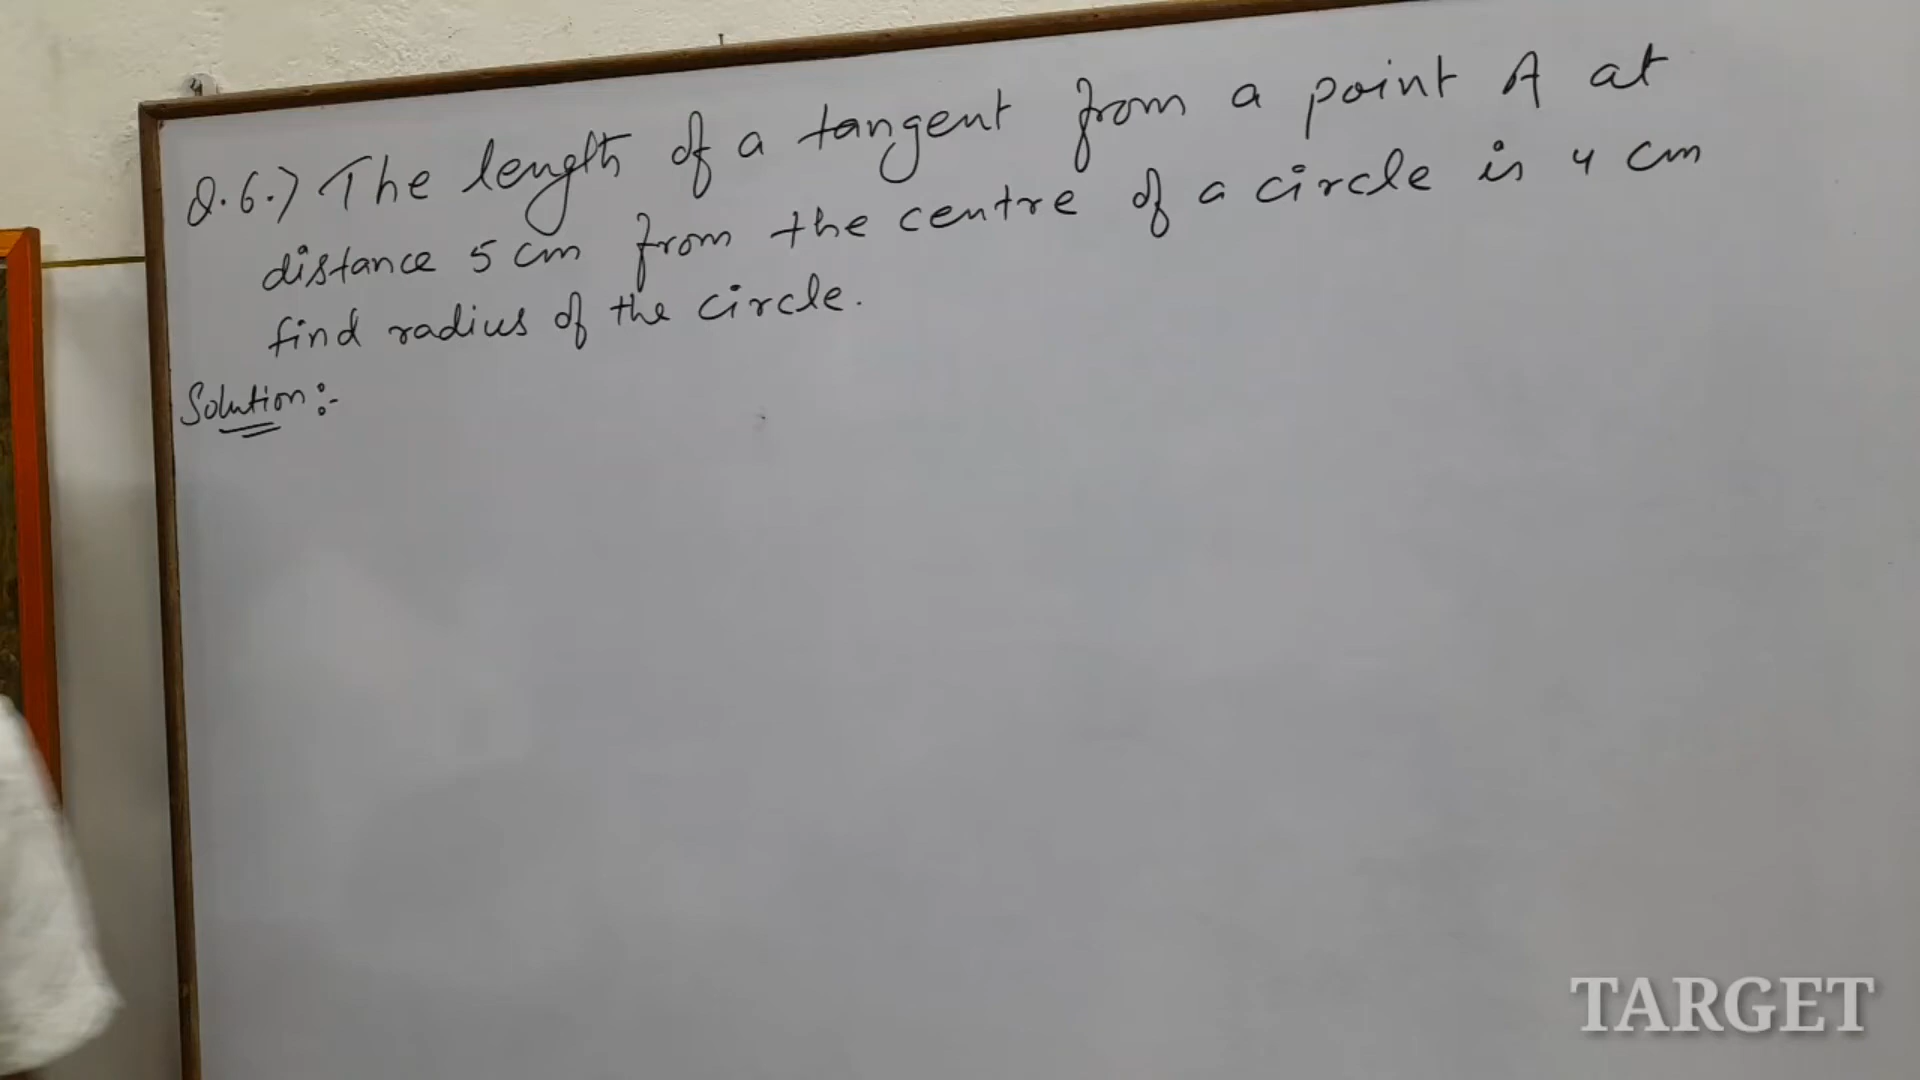 Q.6.) The length of a tangent from a point A at
distance 5 cm from the centre of a circle is 4 cm
find radius of the circle.
Solution:-
TARGET